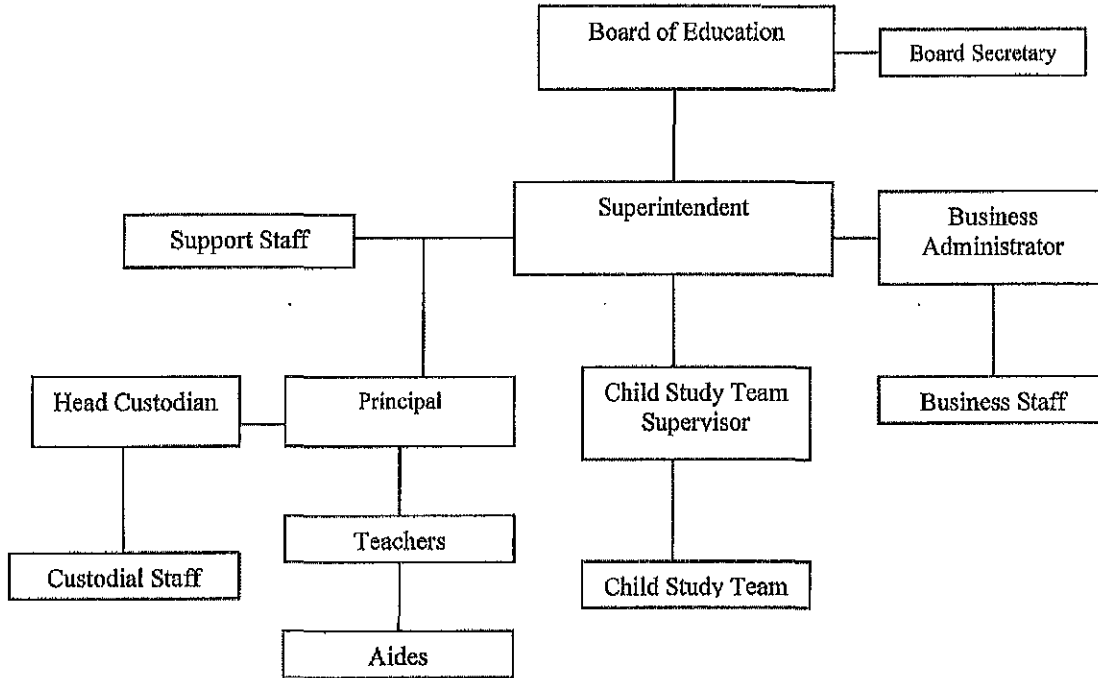 Board of Education
Board Secretary
Superintendent
Business
Administrator
Support Staff
Head Custodian
Principal
Child Study Team
Supervisor
Business Staff
Teachers
Custodial Staff
Child Study Team
Aides